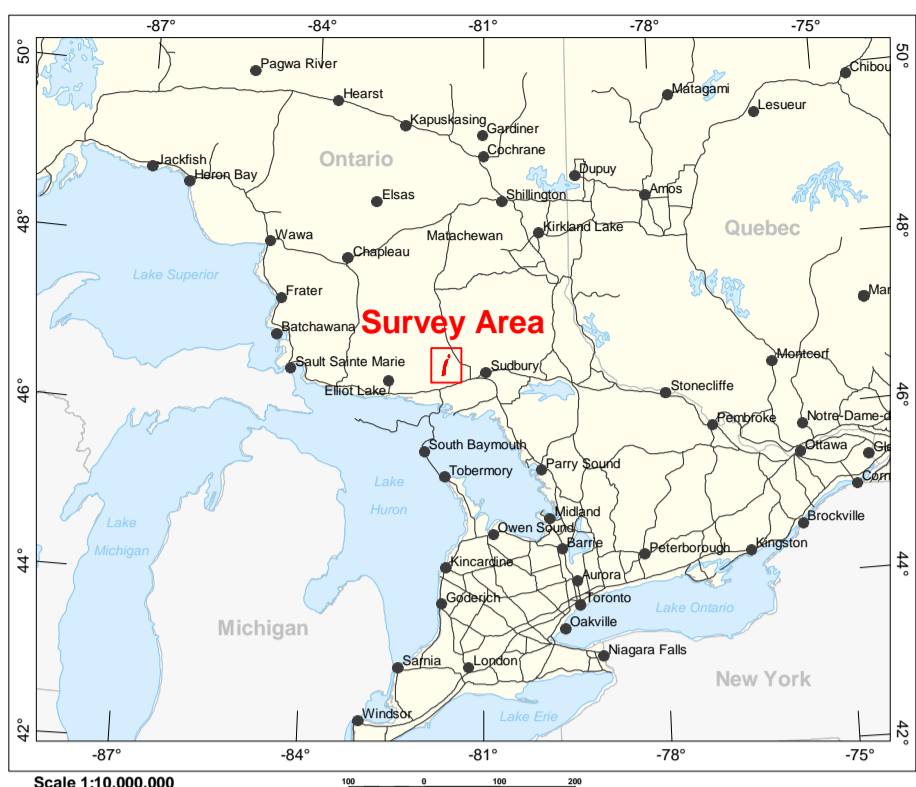 -87° -84° -81° -78° -75°
50° 50°
Pagwa River
Chibou
Hearst
Matagami
Lesueur
Kapuskasing
Gardiner
Cochrane
Ontario
Jackfish
Heron Bay
Dupuy
Amos
Elsas
Shillington
48° 48°
Wawa
Matachewan
Kirkland Lake
Quebec
Chapleau
Lake Superior
Frater
Mar
Survey Area
Batchawana
Sault Sainte Marie
Sudbury
Montcerf
Elliot Lake
Stonecliffe
46° 46°
Pembroke
Notre-Dame-d
South Baymouth
Ottawa
Gle
Tobermory
Parry Sound
Corn
Lake
Huron
Lake
Michigan
Midland
Brockville
Owen Sound
Barrie
Peterborough
Kingston
44° 44°
Kincardine
Aurora
Goderich
Toronto
Lake Ontario
Michigan
Oakville
Sarnia
London
Niagara Falls
New York
42° 42°
Windsor
Lake Erie
-87° -84° -81° -78° -75°
Scale 1:10,000,000
100 0 100 200